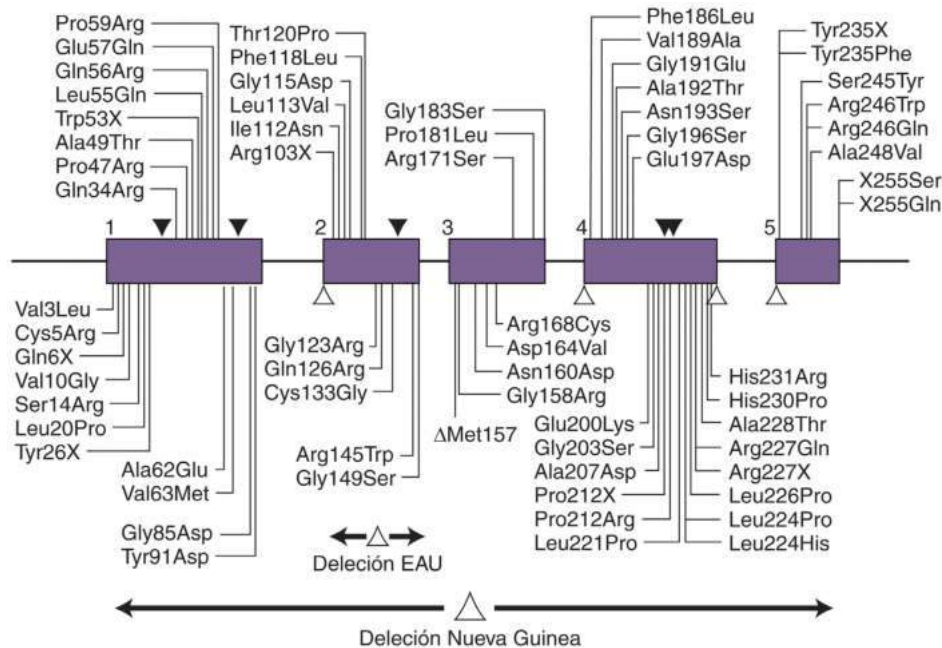 Pro59Arg
Glu57Gln
Gln56Arg
Leu55Gln
Trp53X
Ala49Thr
Pro47Arg
Gln34Arg
Thr120Pro
Phe118Leu
Gly115Asp
Leu113Val
Ile112Asn
Arg103X
Gly183Ser
Pro181Leu
Arg171Ser
Phe186Leu
Val189Ala
Gly191Glu
Ala192Thr
Asn193Ser
Gly196Ser
Glu197Asp
Tyr235X
Tyr235Phe
Ser245Tyr
Arg246Trp
Arg246Gln
Ala248Val
X255Ser
X255Gln
1
2
3
4
5
Val3Leu
Cys5Arg
Gln6X
Val10Gly
Ser14Arg
Leu20Pro
Tyr26X
Ala62Glu
Val63Met
Gly85Asp
Tyr91Asp
Gly123Arg
Gln126Arg
Cys133Gly
Arg145Trp
Gly149Ser
Arg168Cys
Asp164Val
Asn160Asp
Gly158Arg
ΔMet157
Glu200Lys
Gly203Ser
Ala207Asp
Pro212X
Pro212Arg
Leu221Pro
His231Arg
His230Pro
Ala228Thr
Arg227Gln
Arg227X
Leu226Pro
Leu224Pro
Leu224His
Deleción EAU
Deleción Nueva Guinea